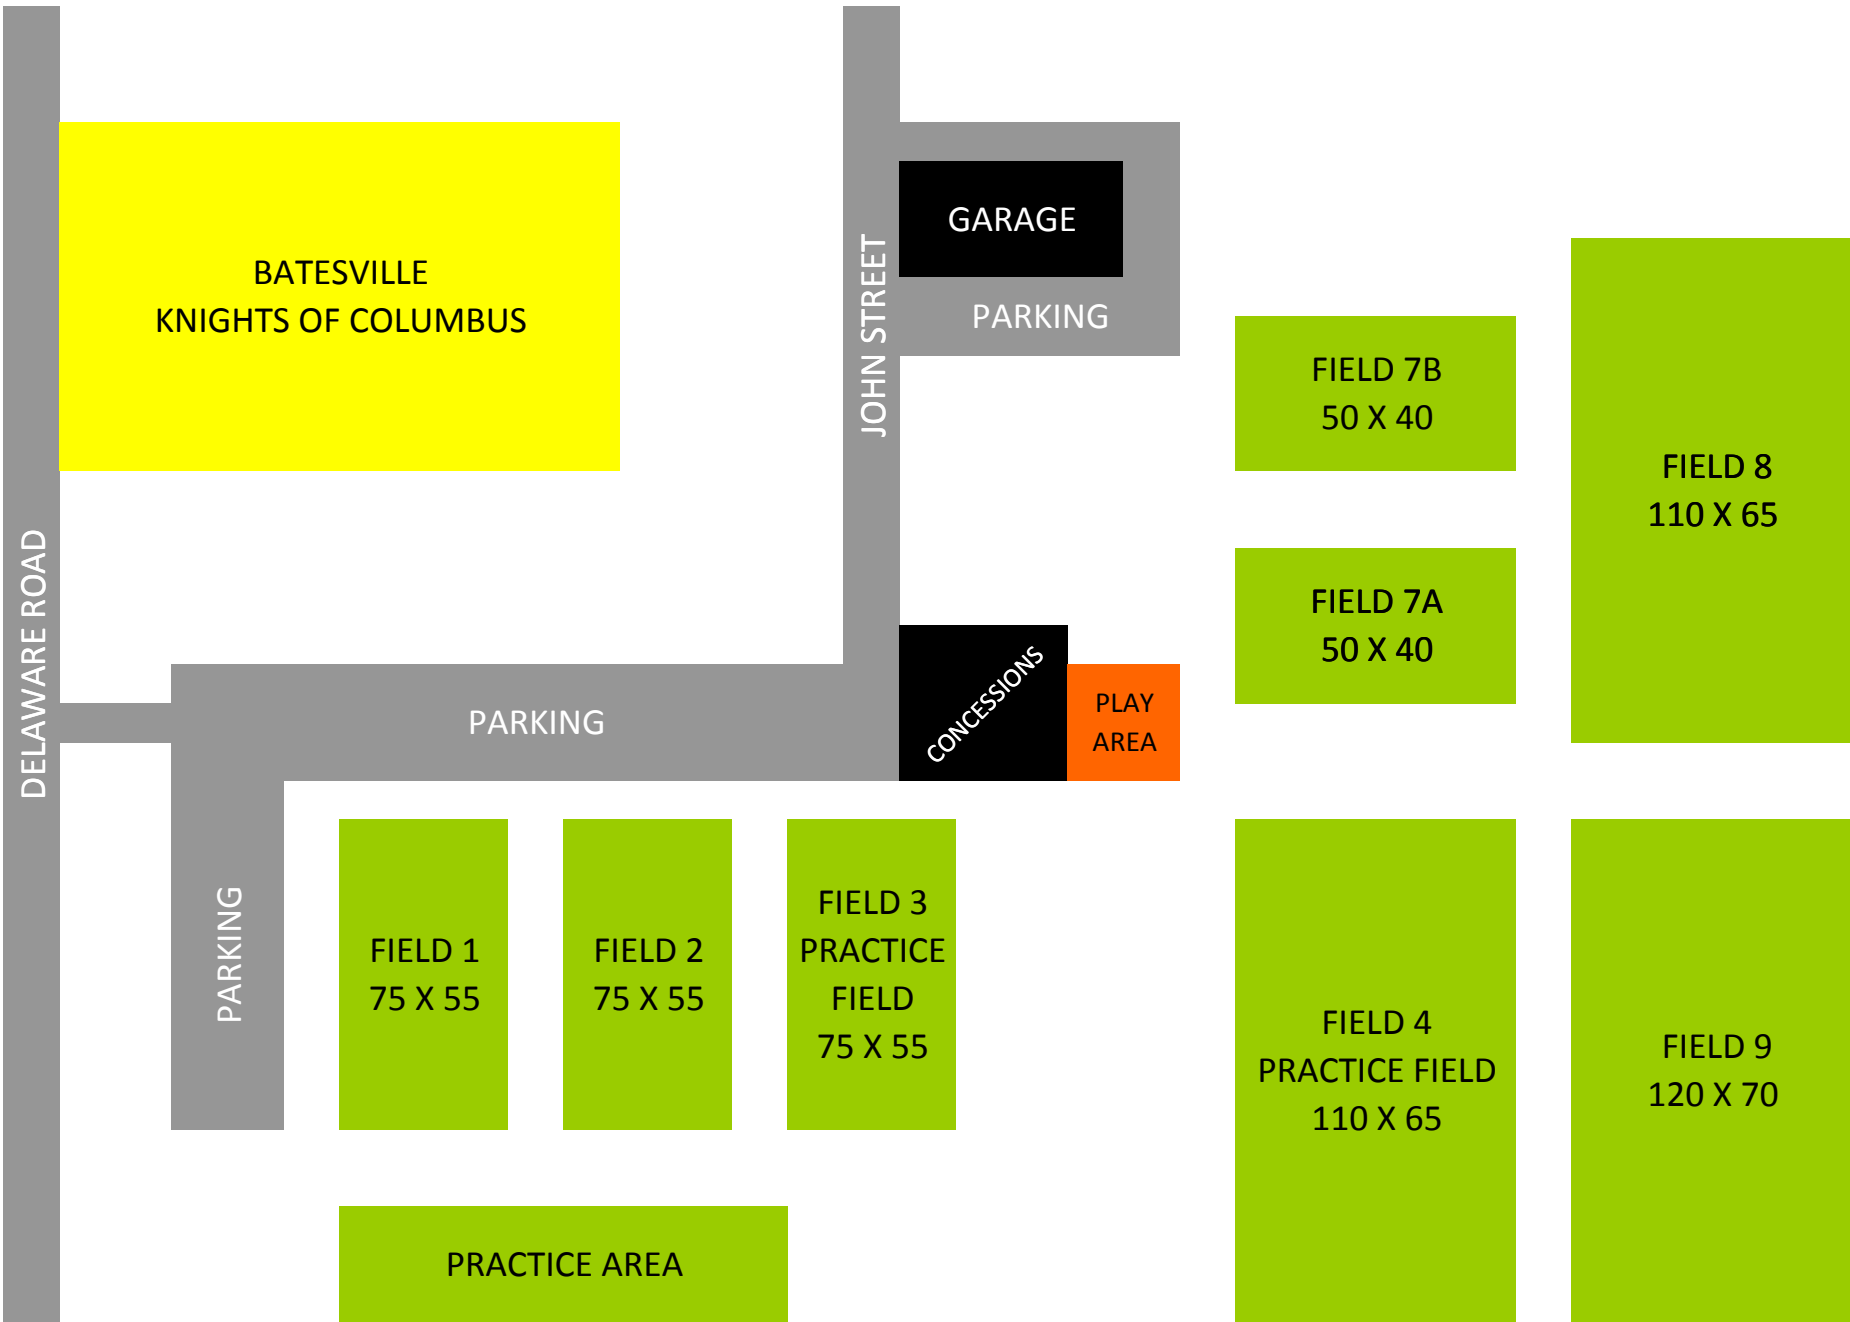 GARAGE
BATESVILLE
KNIGHTS OF COLUMBUS
JOHN STREET
PARKING
FIELD 7B
50 X 40
FIELD 8
110 X 65
DELAWARE ROAD
FIELD 7A
50 X 40
CONCESSIONS
PLAY
AREA
PARKING
PARKING
FIELD 1
75 X 55
FIELD 2
75 X 55
FIELD 3
PRACTICE
FIELD
75 X 55
FIELD 4
PRACTICE FIELD
110 X 65
FIELD 9
120 X 70
PRACTICE AREA